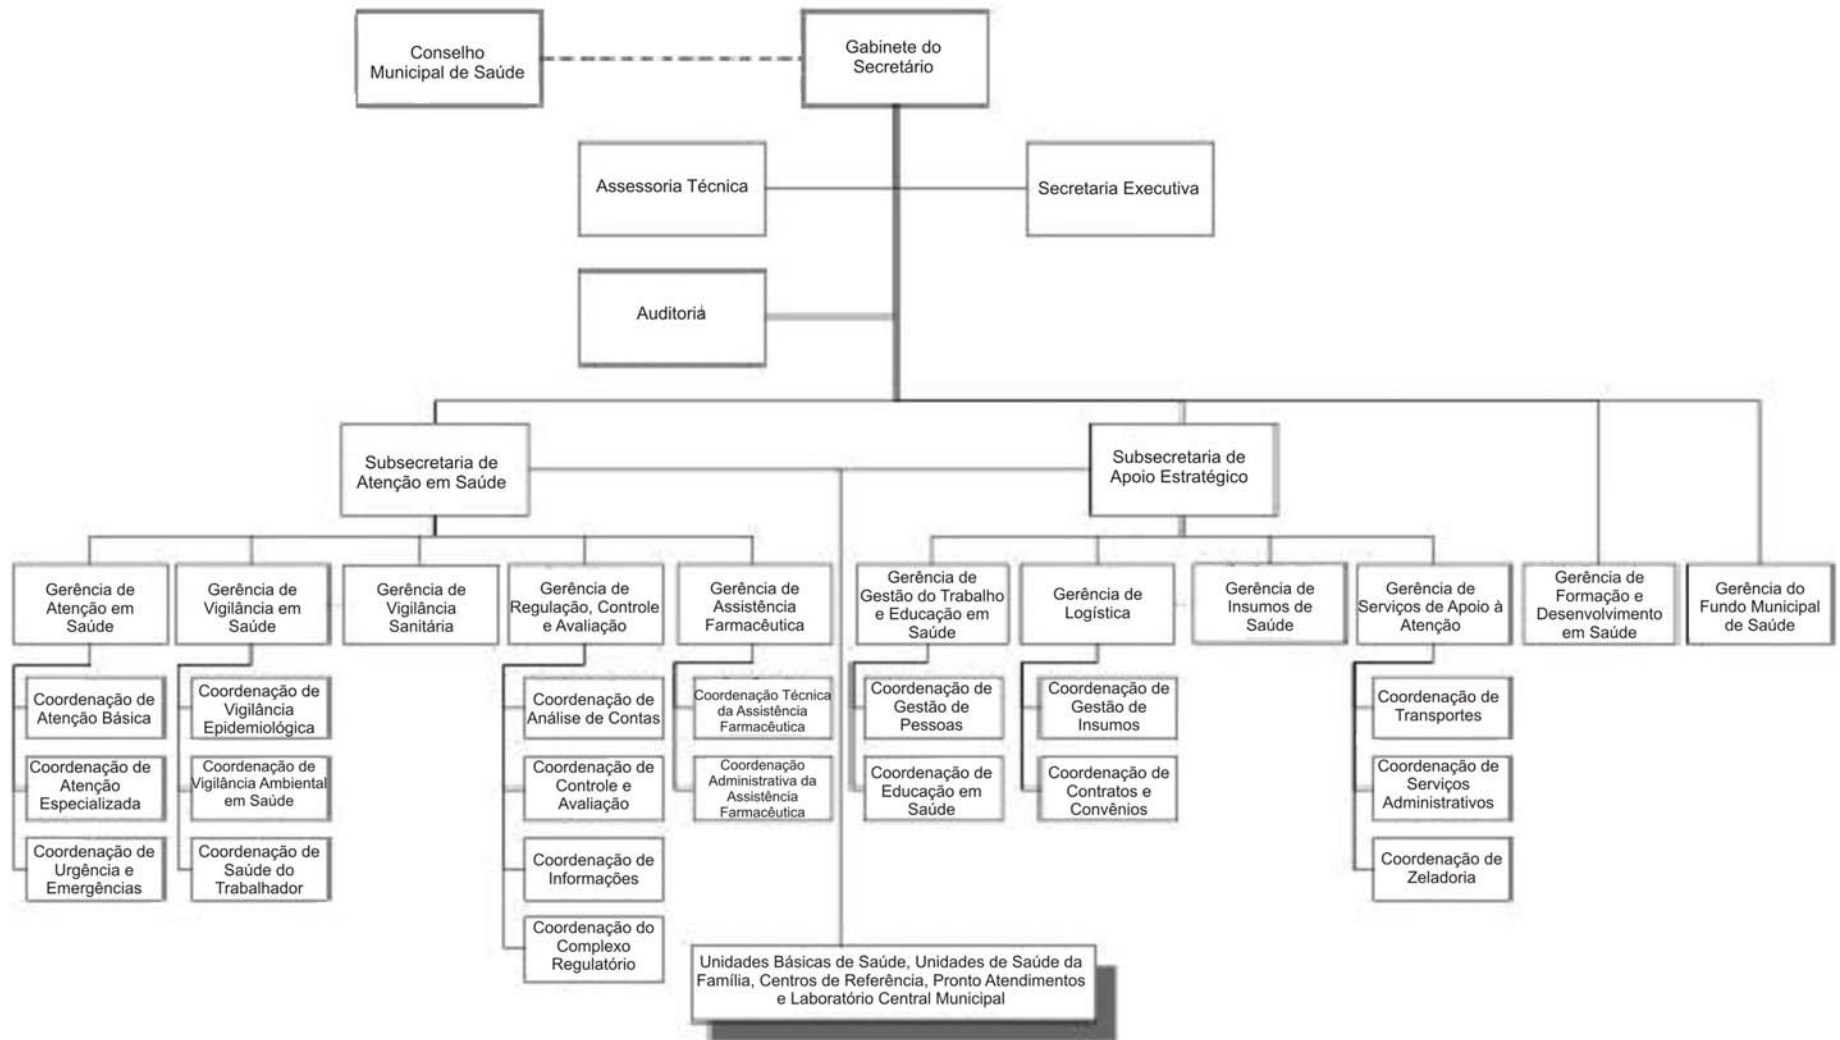 Conselho
Municipal de Saúde
Gabinete do
Secretário
Assessoria Técnica
Secretaria Executiva
Auditoria
Subsecretaria de
Atenção em Saúde
Subsecretaria de
Apoio Estratégico
Gerência de
Atenção em
Saúde
Gerência de
Vigilância em
Saúde
Gerência de
Vigilância
Sanitária
Gerência de
Regulação, Controle
e Avaliação
Gerência de
Assistência
Farmacêutica
Gerência de
Gestão do Trabalho
e Educação em
Saúde
Gerência de
Logística
Gerência de
Insumos de
Saúde
Gerência de
Serviços de Apoio à
Atenção
Gerência de
Formação e
Desenvolvimento
em Saúde
Gerência do
Fundo Municipal
de Saúde
Coordenação de
Atenção Básica
Coordenação de
Vigilância
Epidemiológica
Coordenação de
Análise de Contas
Coordenação Técnica
da Assistência
Farmacêutica
Coordenação de
Gestão de
Pessoas
Coordenação de
Gestão de
Insumos
Coordenação de
Transportes
Coordenação de
Atenção
Especializada
Coordenação de
Vigilância Ambiental
em Saúde
Coordenação de
Controle e
Avaliação
Coordenação
Administrativa da
Assistência
Farmacêutica
Coordenação de
Educação em
Saúde
Coordenação de
Contratos e
Convênios
Coordenação de
Serviços
Administrativos
Coordenação de
Urgência e
Emergências
Coordenação de
Saúde do
Trabalhador
Coordenação de
Informações
Coordenação de
Zeladoria
Coordenação do
Complexo
Regulatório
Unidades Básicas de Saúde, Unidades de Saúde da
Família, Centros de Referência, Pronto Atendimentos
e Laboratório Central Municipal